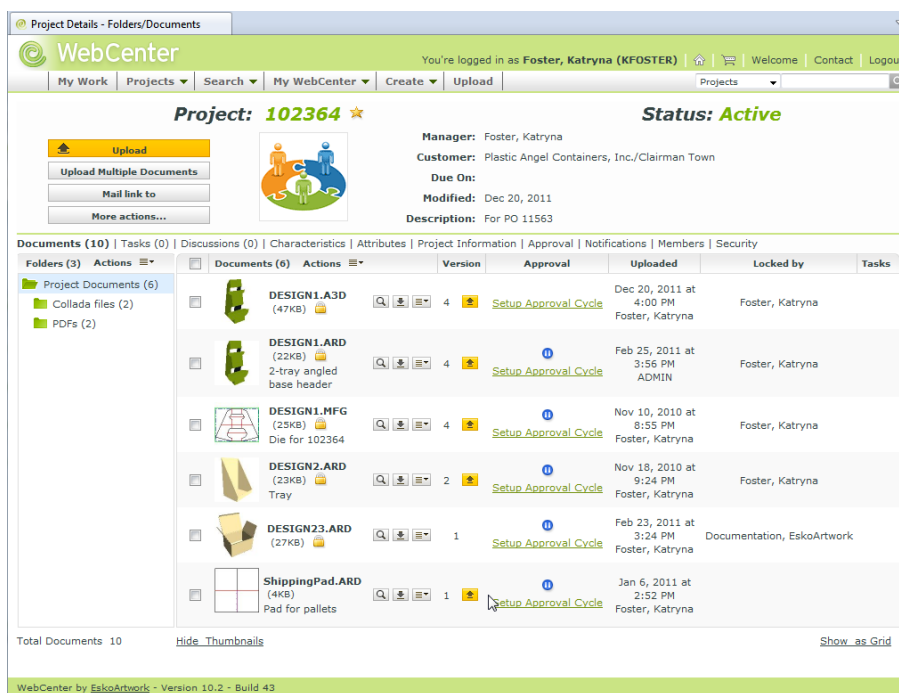 Project Details - Folders/Documents
WebCenter
You're logged in as Foster, Katryna (KFOSTER) | Welcome | Contact | Logou
My Work | Projects | Search | My WebCenter | Create | Upload
Projects
Project: 102364
Status: Active
Upload
Upload Multiple Documents
Mail link to
More actions...
Manager: Foster, Katryna
Customer: Plastic Angel Containers, Inc./Clairman Town
Due On:
Modified: Dec 20, 2011
Description: For PO 11563
Documents (10) | Tasks (0) | Discussions (0) | Characteristics | Attributes | Project Information | Approval | Notifications | Members | Security
Folders (3) Actions
Project Documents (6)
Collada files (2)
PDFs (2)
Documents (6) Actions Version Approval Uploaded Locked by Tasks
DESIGN1.A3D
(47KB)
4
Setup Approval Cycle
Dec 20, 2011 at
4:00 PM
Foster, Katryna
Foster, Katryna
DESIGN1.ARD
(22KB)
2-tray angled
base header
4
Setup Approval Cycle
Feb 25, 2011 at
3:56 PM
ADMIN
Foster, Katryna
DESIGN1.MFG
(25KB)
Die for 102364
4
Setup Approval Cycle
Nov 10, 2010 at
8:55 PM
Foster, Katryna
Foster, Katryna
DESIGN2.ARD
(23KB)
Tray
2
Setup Approval Cycle
Nov 18, 2010 at
9:24 PM
Foster, Katryna
Foster, Katryna
DESIGN23.ARD
(27KB)
1
Setup Approval Cycle
Feb 23, 2011 at
3:24 PM
Foster, Katryna
Documentation, EskoArtwork
ShippingPad.ARD
(4KB)
Pad for pallets
1
Setup Approval Cycle
Jan 6, 2011 at
2:52 PM
Foster, Katryna
Total Documents 10
Hide Thumbnails
Show as Grid
WebCenter by EskoArtwork - Version 10.2 - Build 43